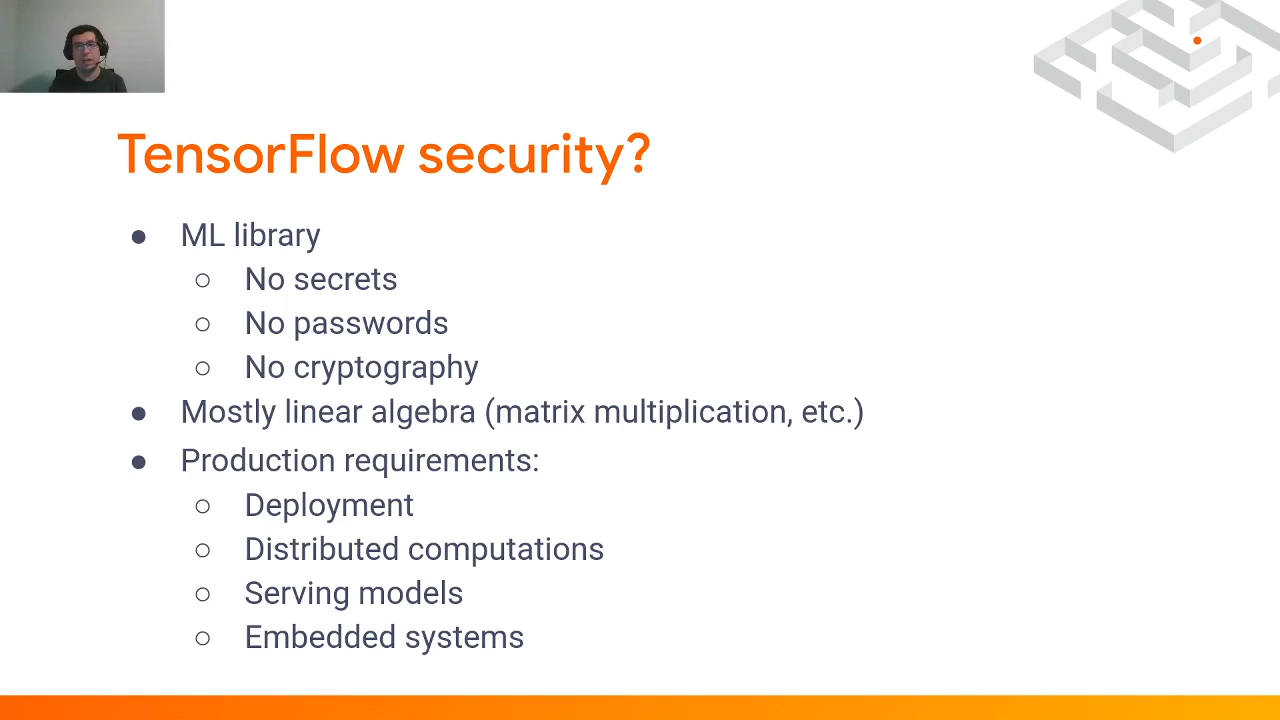 TensorFlow security?
● ML library
○ No secrets
○ No passwords
○ No cryptography
● Mostly linear algebra (matrix multiplication, etc.)
● Production requirements:
○ Deployment
○ Distributed computations
○ Serving models
○ Embedded systems